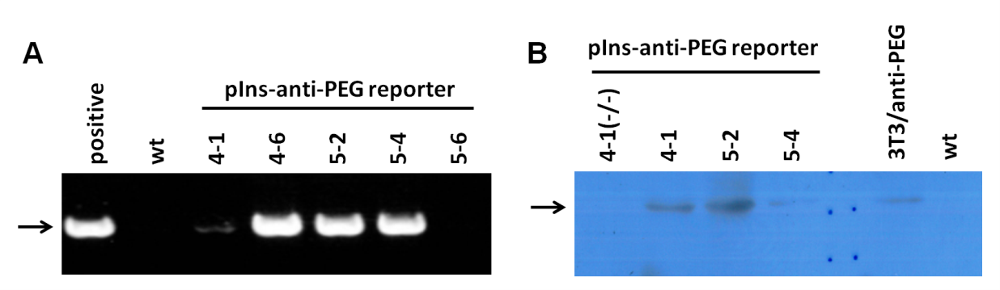 A
pIns-anti-PEG reporter
positive
wt
4-1
4-6
5-2
5-4
5-6
B
pIns-anti-PEG reporter
4-1(-/-)
4-1
5-2
5-4
3T3/anti-PEG
wt